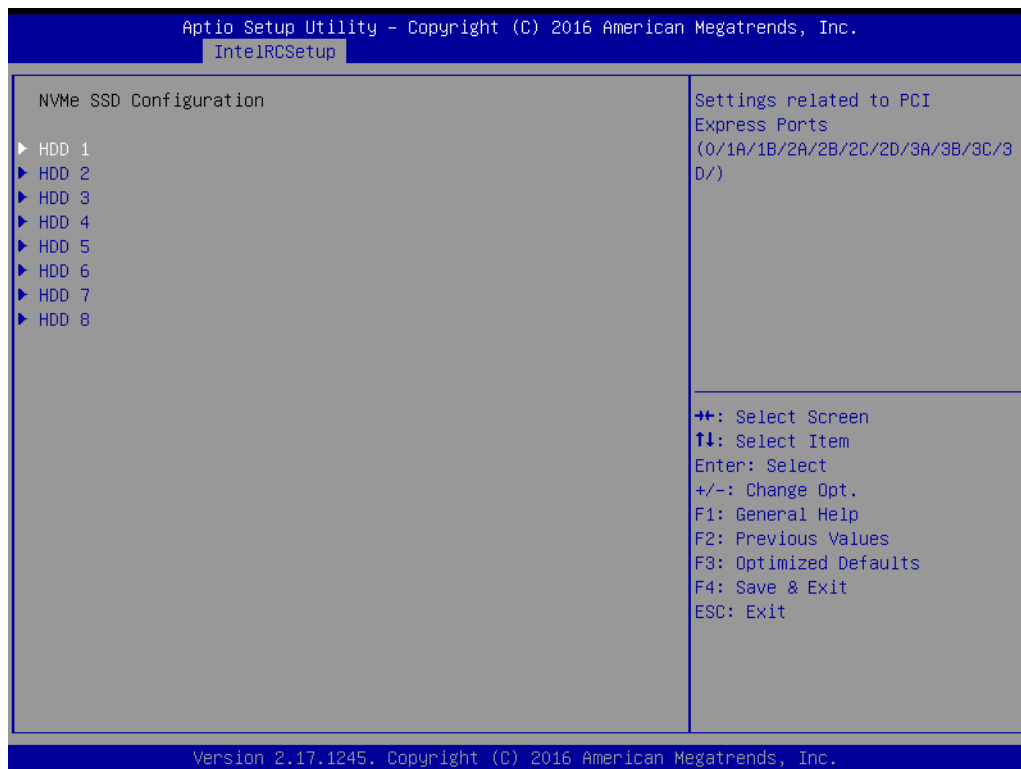 Aptio Setup Utility – Copyright (C) 2016 American Megatrends, Inc.
IntelRCSetup
NVMe SSD Configuration
HDD 1
HDD 2
HDD 3
HDD 4
HDD 5
HDD 6
HDD 7
HDD 8
Settings related to PCI
Express Ports
(0/1A/1B/2A/2B/2C/2D/3A/3B/3C/3
D/)
→←: Select Screen
↑↓: Select Item
Enter: Select
+/-: Change Opt.
F1: General Help
F2: Previous Values
F3: Optimized Defaults
F4: Save & Exit
ESC: Exit
Version 2.17.1245. Copyright (C) 2016 American Megatrends, Inc.